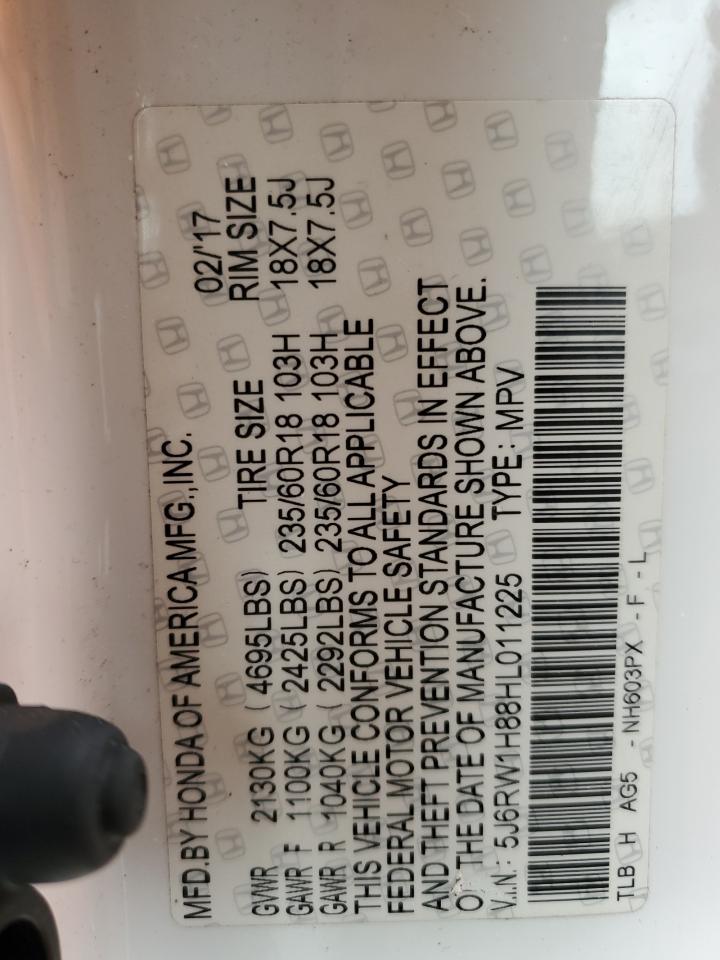 MFD.BY HONDA OF AMERICA MFG.,INC. 02/'17
TIRE SIZE RIM SIZE
GVWR 2130KG (4695LBS)
GAWR F 1100KG (2425LBS) 235/60R18 103H 18X7.5J
GAWR R 1040KG (2292LBS) 235/60R18 103H 18X7.5J
THIS VEHICLE CONFORMS TO ALL APPLICABLE
FEDERAL MOTOR VEHICLE SAFETY
AND THEFT PREVENTION STANDARDS IN EFFECT
THE DATE OF MANUFACTURE SHOWN ABOVE.
V.I.N.: 5J6RW1H88HL011225 TYPE: MPV
TLB H AG5 - NH603PX - F - L